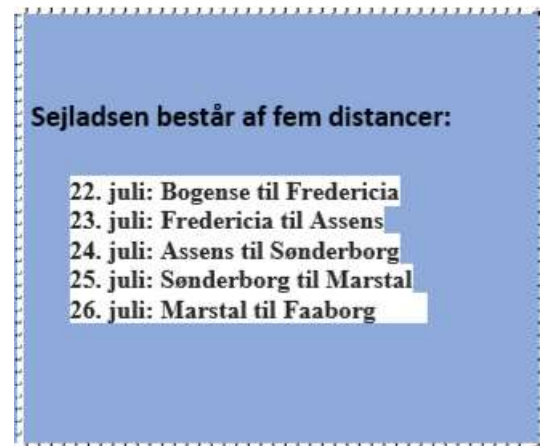 Sejladsen består af fem distancer:
22. juli: Bogense til Fredericia
23. juli: Fredericia til Assens
24. juli: Assens til Sønderborg
25. juli: Sønderborg til Marstal
26. juli: Marstal til Faaborg